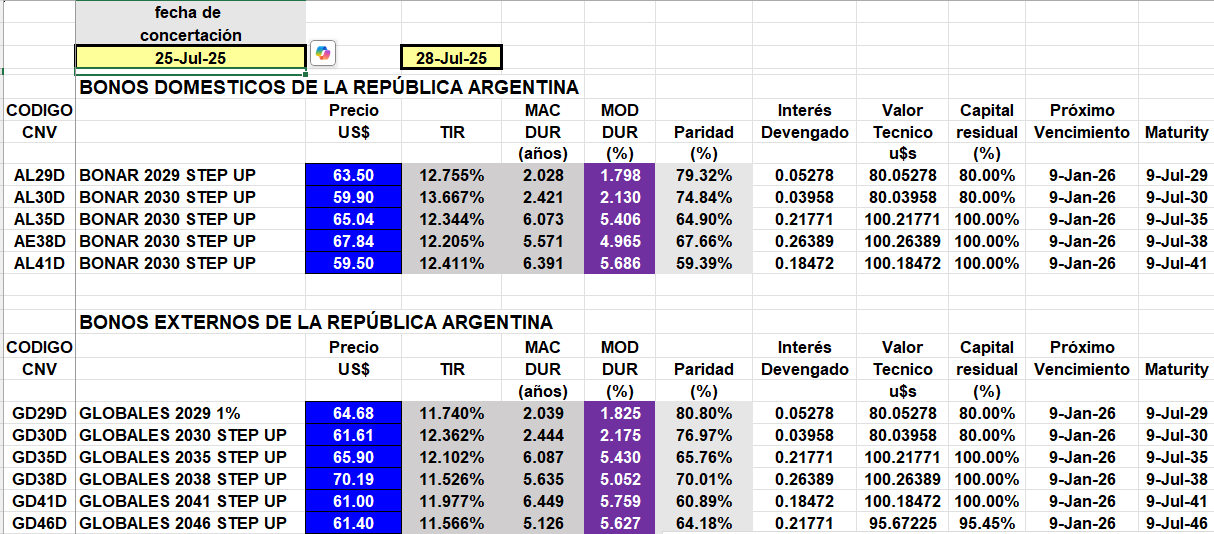 fecha de
concertación
25-Jul-25 28-Jul-25
BONOS DOMESTICOS DE LA REPÚBLICA ARGENTINA
CODIGO Precio MAC MOD Interés Valor Capital Próximo
CNV US$ TIR DUR DUR Paridad Devengado Tecnico residual Vencimiento Maturity
(años) (%) (%) u$s (%)
AL29D BONAR 2029 STEP UP 63.50 12.755% 2.028 1.798 79.32% 0.05278 80.05278 80.00% 9-Jan-26 9-Jul-29
AL30D BONAR 2030 STEP UP 59.90 13.667% 2.421 2.130 74.84% 0.03958 80.03958 80.00% 9-Jan-26 9-Jul-30
AL35D BONAR 2030 STEP UP 65.04 12.344% 6.073 5.406 64.90% 0.21771 100.21771 100.00% 9-Jan-26 9-Jul-35
AE38D BONAR 2030 STEP UP 67.84 12.205% 5.571 4.965 67.66% 0.26389 100.26389 100.00% 9-Jan-26 9-Jul-38
AL41D BONAR 2030 STEP UP 59.50 12.411% 6.391 5.686 59.39% 0.18472 100.18472 100.00% 9-Jan-26 9-Jul-41
BONOS EXTERNOS DE LA REPÚBLICA ARGENTINA
CODIGO Precio MAC MOD Interés Valor Capital Próximo
CNV US$ TIR DUR DUR Paridad Devengado Tecnico residual Vencimiento Maturity
(años) (%) (%) u$s (%)
GD29D GLOBALES 2029 1% 64.68 11.740% 2.039 1.825 80.80% 0.05278 80.05278 80.00% 9-Jan-26 9-Jul-29
GD30D GLOBALES 2030 STEP UP 61.61 12.362% 2.444 2.175 76.97% 0.03958 80.03958 80.00% 9-Jan-26 9-Jul-30
GD35D GLOBALES 2035 STEP UP 65.90 12.102% 6.087 5.430 65.76% 0.21771 100.21771 100.00% 9-Jan-26 9-Jul-35
GD38D GLOBALES 2038 STEP UP 70.19 11.526% 5.635 5.052 70.01% 0.26389 100.26389 100.00% 9-Jan-26 9-Jul-38
GD41D GLOBALES 2041 STEP UP 61.00 11.977% 6.449 5.759 60.89% 0.18472 100.18472 100.00% 9-Jan-26 9-Jul-41
GD46D GLOBALES 2046 STEP UP 61.40 11.566% 5.126 5.627 64.18% 0.21771 95.67225 95.45% 9-Jan-26 9-Jul-46